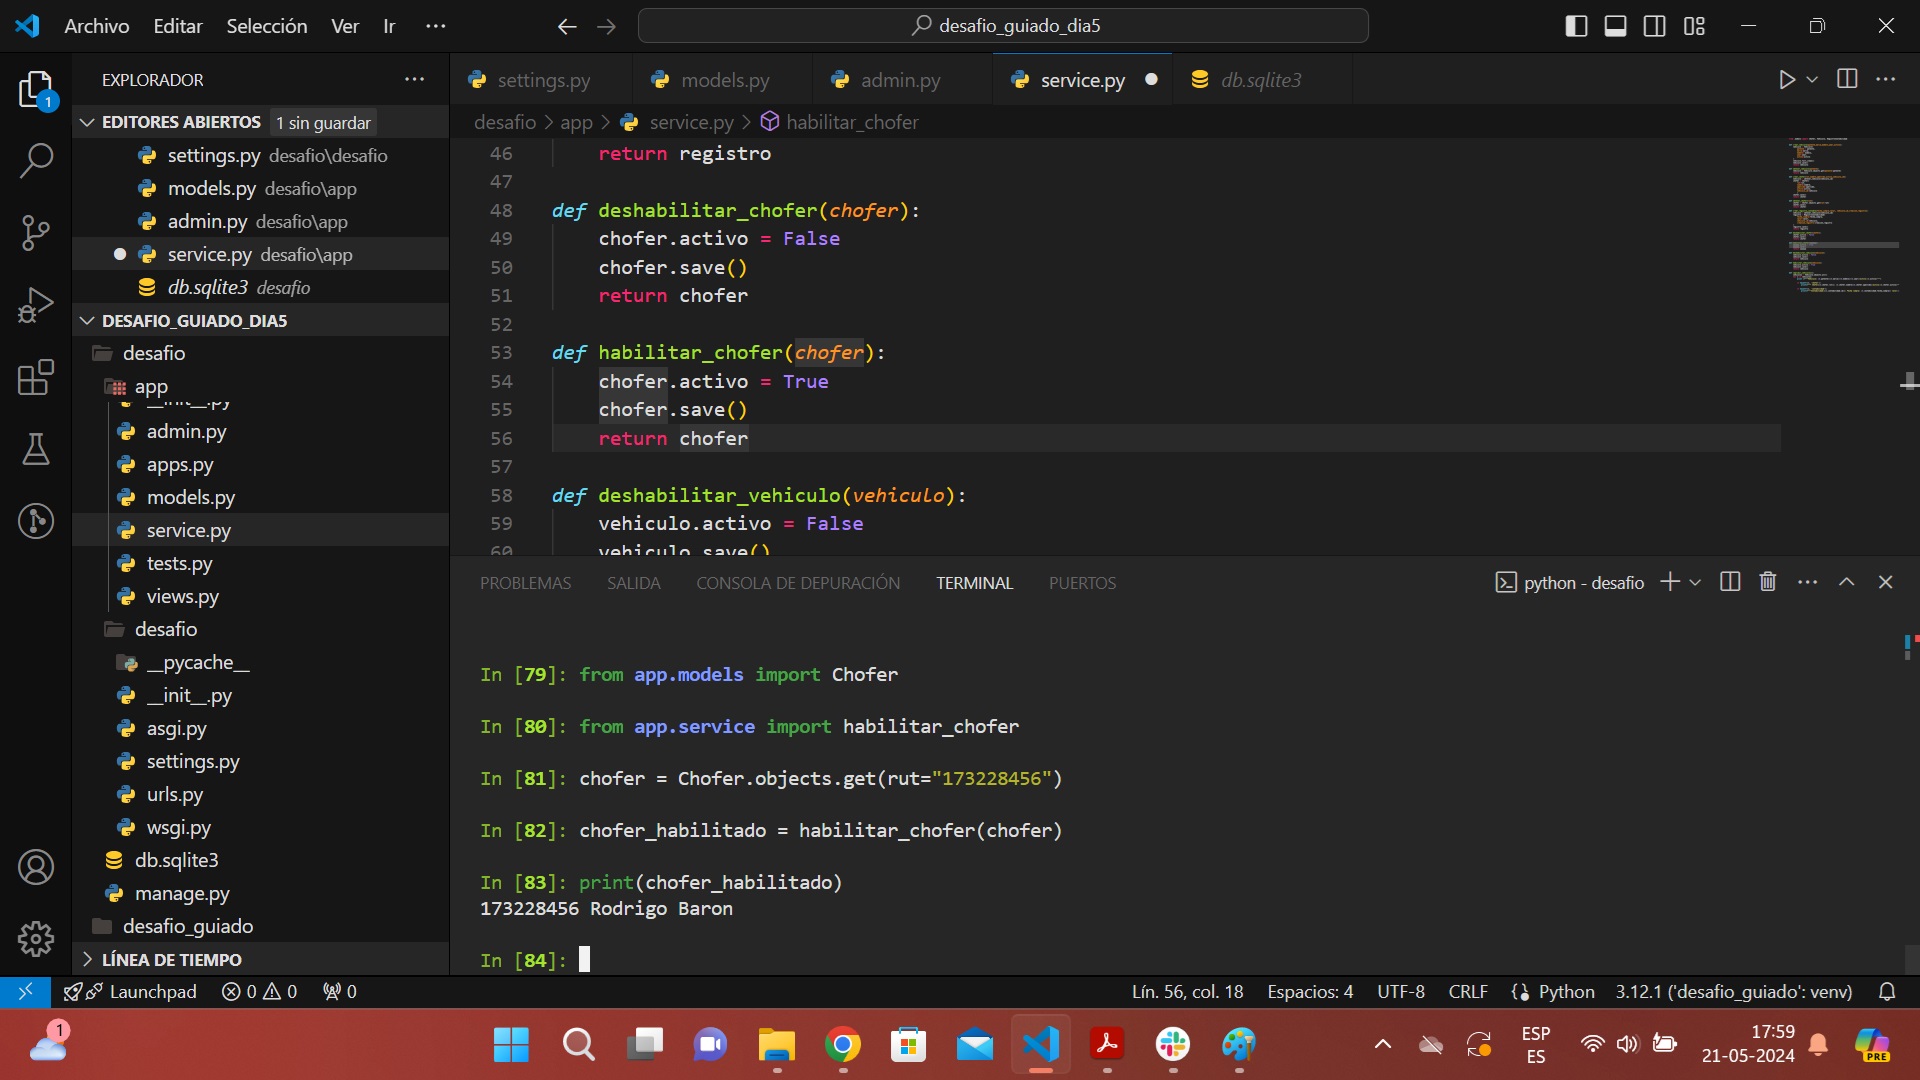 Archivo Editar Selección Ver Ir ···
desafio_guiado_dia5
EXPLORADOR
EDITORES ABIERTOS 1 sin guardar
settings.py desafio\desafio
models.py desafio\app
admin.py desafio\app
service.py desafio\app
db.sqlite3 desafio
DESAFIO_GUIADO_DIA5
desafio
app
__init__.py
admin.py
apps.py
models.py
service.py
tests.py
views.py
desafio
__pycache__
__init__.py
asgi.py
settings.py
urls.py
wsgi.py
db.sqlite3
manage.py
desafio_guiado
LÍNEA DE TIEMPO
settings.py models.py admin.py service.py db.sqlite3
desafio > app > service.py > habilitar_chofer
46 return registro
47
48 def deshabilitar_chofer(chofer):
49 chofer.activo = False
50 chofer.save()
51 return chofer
52
53 def habilitar_chofer(chofer):
54 chofer.activo = True
55 chofer.save()
56 return chofer
57
58 def deshabilitar_vehiculo(vehiculo):
59 vehiculo.activo = False
60 vehiculo.save()
PROBLEMAS SALIDA CONSOLA DE DEPURACIÓN TERMINAL PUERTOS
python - desafio
In [79]: from app.models import Chofer
In [80]: from app.service import habilitar_chofer
In [81]: chofer = Chofer.objects.get(rut="173228456")
In [82]: chofer_habilitado = habilitar_chofer(chofer)
In [83]: print(chofer_habilitado)
173228456 Rodrigo Baron
In [84]:
Launchpad 0 0 0
Lín. 56, col. 18 Espacios: 4 UTF-8 CRLF Python 3.12.1 ('desafio_guiado': venv)
1
1
ESP
ES
17:59
21-05-2024
PRE